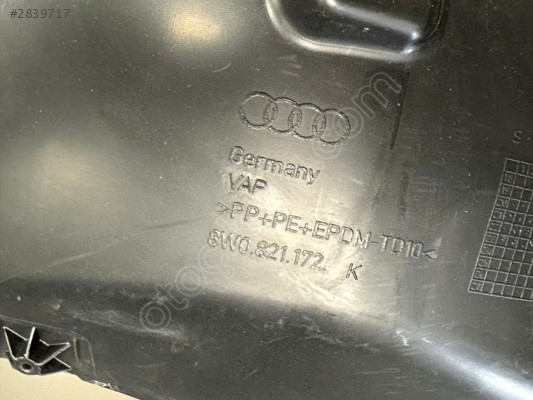 #2839717
Germany
VAP
>PP+PE+EPDM-TD10<
8W0.821.172. K